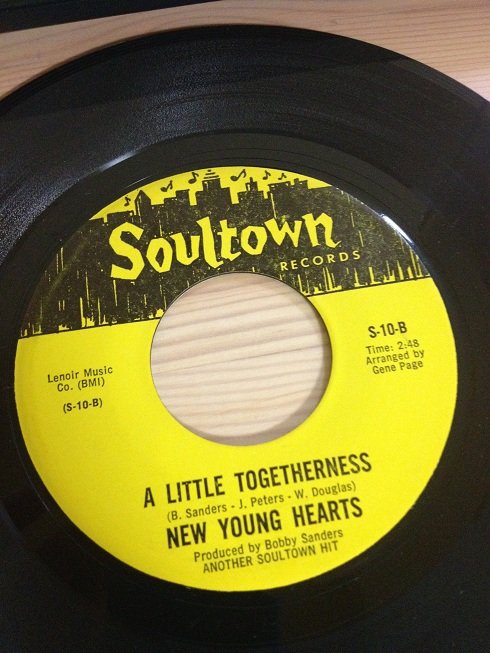 Soultown
RECORDS
Lenoir Music
Co. (BMI)
(S-10-B)
S-10-B
Time: 2:48
Arranged by
Gene Page
A LITTLE TOGETHERNESS
(B. Sanders - J. Peters - W. Douglas)
NEW YOUNG HEARTS
Produced by Bobby Sanders
ANOTHER SOULTOWN HIT